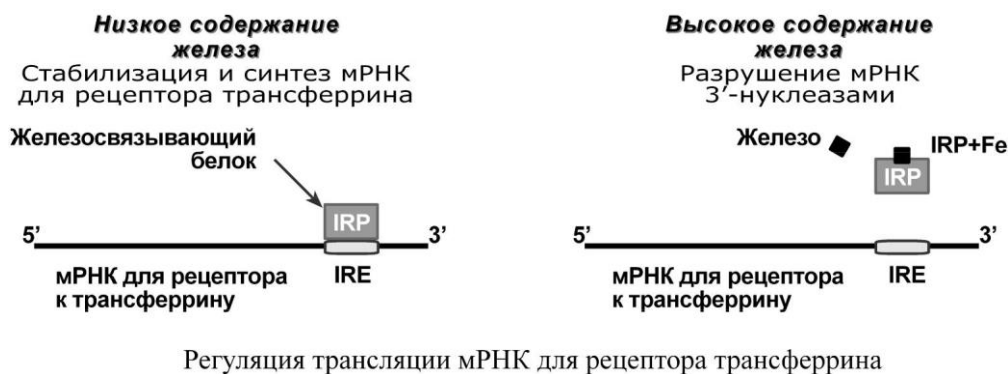 Низкое содержание
железа
Стабилизация и синтез мРНК
для рецептора трансферрина
Железосвязывающий
белок
IRP
5’
3’
мРНК для рецептора
к трансферрину
IRE
Высокое содержание
железа
Разрушение мРНК
3’-нуклеазами
Железо
IRP+Fe
IRP
5’
3’
мРНК для рецептора
к трансферрину
IRE
Регуляция трансляции мРНК для рецептора трансферрина